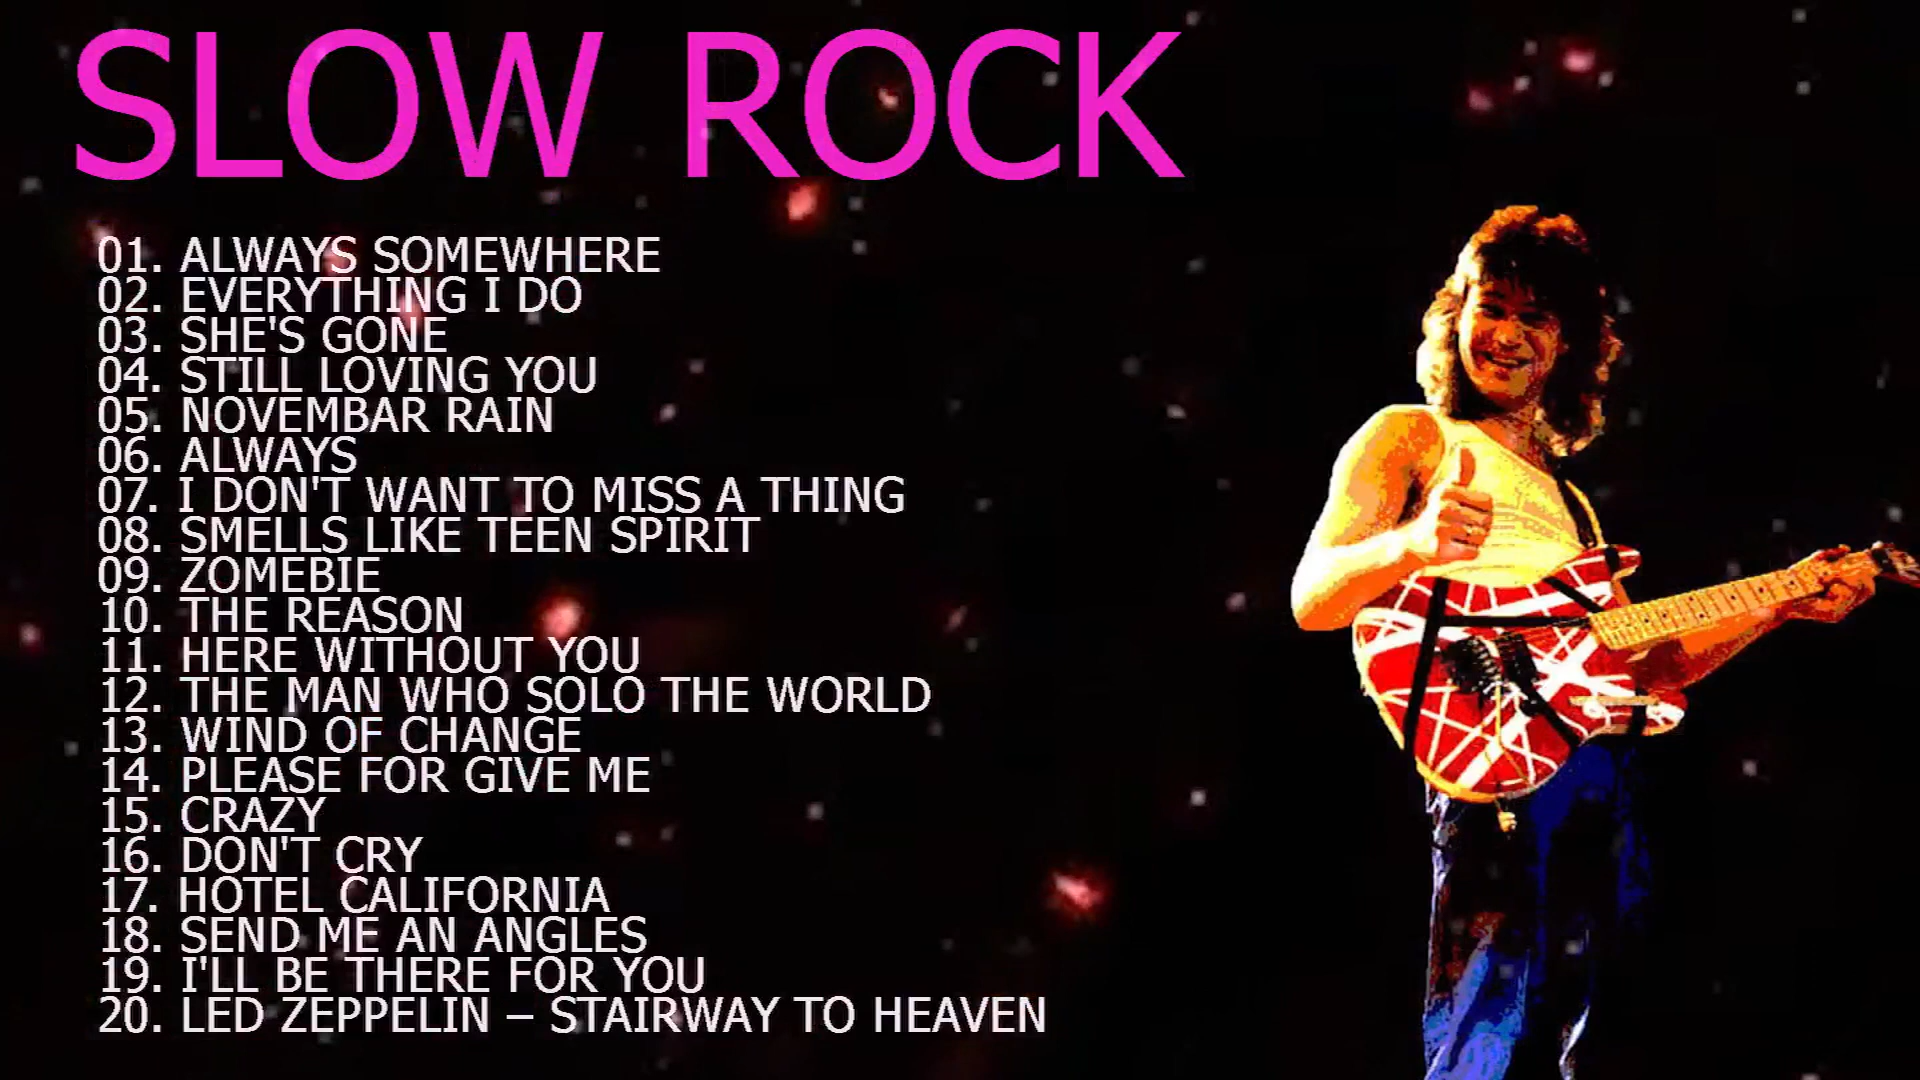 SLOW ROCK
01. ALWAYS SOMEWHERE
02. EVERYTHING I DO
03. SHE'S GONE
04. STILL LOVING YOU
05. NOVEMBAR RAIN
06. ALWAYS
07. I DON'T WANT TO MISS A THING
08. SMELLS LIKE TEEN SPIRIT
09. ZOMEBIE
10. THE REASON
11. HERE WITHOUT YOU
12. THE MAN WHO SOLO THE WORLD
13. WIND OF CHANGE
14. PLEASE FOR GIVE ME
15. CRAZY
16. DON'T CRY
17. HOTEL CALIFORNIA
18. SEND ME AN ANGLES
19. I'LL BE THERE FOR YOU
20. LED ZEPPELIN – STAIRWAY TO HEAVEN